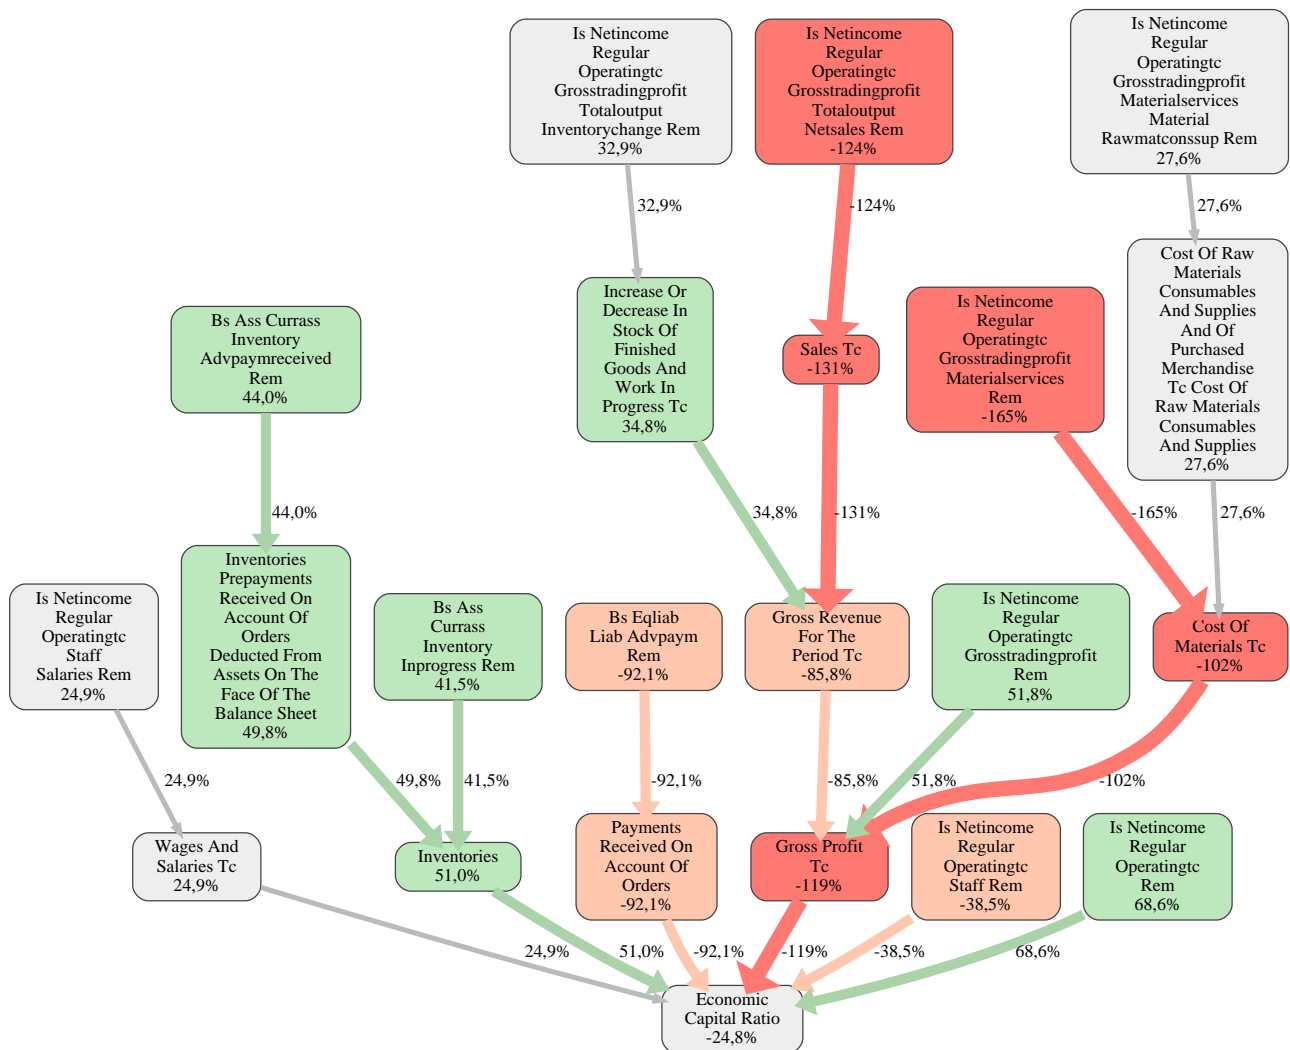 Is Netincome
Regular
Operatingtc
Grosstradingprofit
Totaloutput
Inventorychange Rem
32,9%
Is Netincome
Regular
Operatingtc
Grosstradingprofit
Totaloutput
Netsales Rem
-124%
Is Netincome
Regular
Operatingtc
Grosstradingprofit
Materialservices
Material
Rawmatconssup Rem
27,6%
32,9%
-124%
27,6%
Cost Of Raw
Materials
Consumables
And Supplies
And Of
Purchased
Merchandise
Tc Cost Of
Raw Materials
Consumables
And Supplies
27,6%
Increase Or
Decrease In
Stock Of
Finished
Goods And
Work In
Progress Tc
34,8%
Is Netincome
Regular
Operatingtc
Grosstradingprofit
Materialservices
Rem
-165%
Bs Ass Currass
Inventory
Advpaymreceived
Rem
44,0%
Sales Tc
-131%
44,0%
34,8%
-131%
-165%
27,6%
Inventories
Prepayments
Received On
Account Of
Orders
Deducted From
Assets On The
Face Of The
Balance Sheet
49,8%
Is Netincome
Regular
Operatingtc
Staff
Salaries Rem
24,9%
Bs Ass
Currass
Inventory
Inprogress Rem
41,5%
Bs Eqliab
Liab Advpaym
Rem
-92,1%
Gross Revenue
For The
Period Tc
-85,8%
Is Netincome
Regular
Operatingtc
Grosstradingprofit
Rem
51,8%
Cost Of
Materials Tc
-102%
24,9%
49,8%
41,5%
-92,1%
-85,8%
51,8%
-102%
Wages And
Salaries Tc
24,9%
Inventories
51,0%
Payments
Received On
Account Of
Orders
-92,1%
Gross Profit
Tc
-119%
Is Netincome
Regular
Operatingtc
Staff Rem
-38,5%
Is Netincome
Regular
Operatingtc
Rem
68,6%
24,9%
51,0%
-92,1%
-119%
-38,5%
68,6%
Economic
Capital Ratio
-24,8%